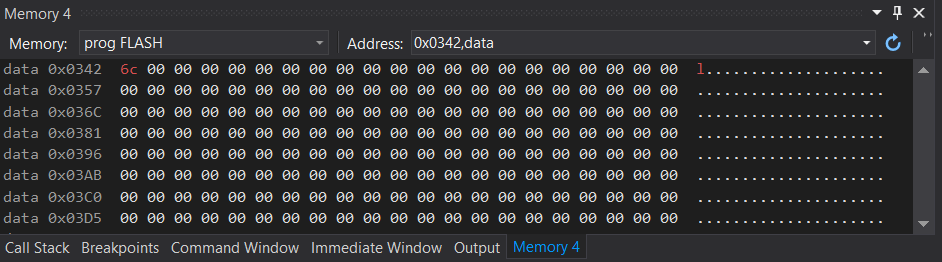 Memory 4
Memory: prog FLASH Address: 0x0342,data
data 0x0342 6c 00 00 00 00 00 00 00 00 00 00 00 00 00 00 00 00 00 00 00 00 l....................
data 0x0357 00 00 00 00 00 00 00 00 00 00 00 00 00 00 00 00 00 00 00 00 00 .....................
data 0x036C 00 00 00 00 00 00 00 00 00 00 00 00 00 00 00 00 00 00 00 00 00 .....................
data 0x0381 00 00 00 00 00 00 00 00 00 00 00 00 00 00 00 00 00 00 00 00 00 .....................
data 0x0396 00 00 00 00 00 00 00 00 00 00 00 00 00 00 00 00 00 00 00 00 00 .....................
data 0x03AB 00 00 00 00 00 00 00 00 00 00 00 00 00 00 00 00 00 00 00 00 00 .....................
data 0x03C0 00 00 00 00 00 00 00 00 00 00 00 00 00 00 00 00 00 00 00 00 00 .....................
data 0x03D5 00 00 00 00 00 00 00 00 00 00 00 00 00 00 00 00 00 00 00 00 00 .....................
Call Stack Breakpoints Command Window Immediate Window Output Memory 4